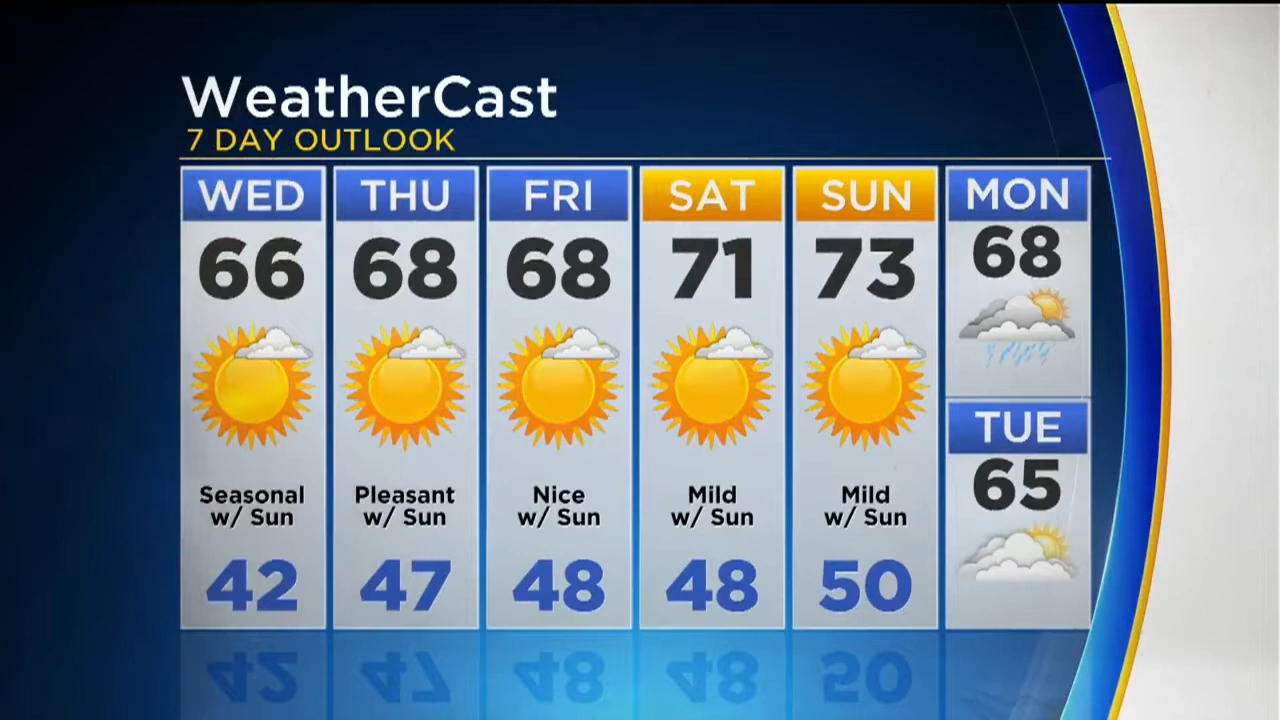 WeatherCast
7 DAY OUTLOOK
WED
66
Seasonal
w/ Sun
42
THU
68
Pleasant
w/ Sun
47
FRI
68
Nice
w/ Sun
48
SAT
71
Mild
w/ Sun
48
SUN
73
Mild
w/ Sun
50
MON
68
TUE
65